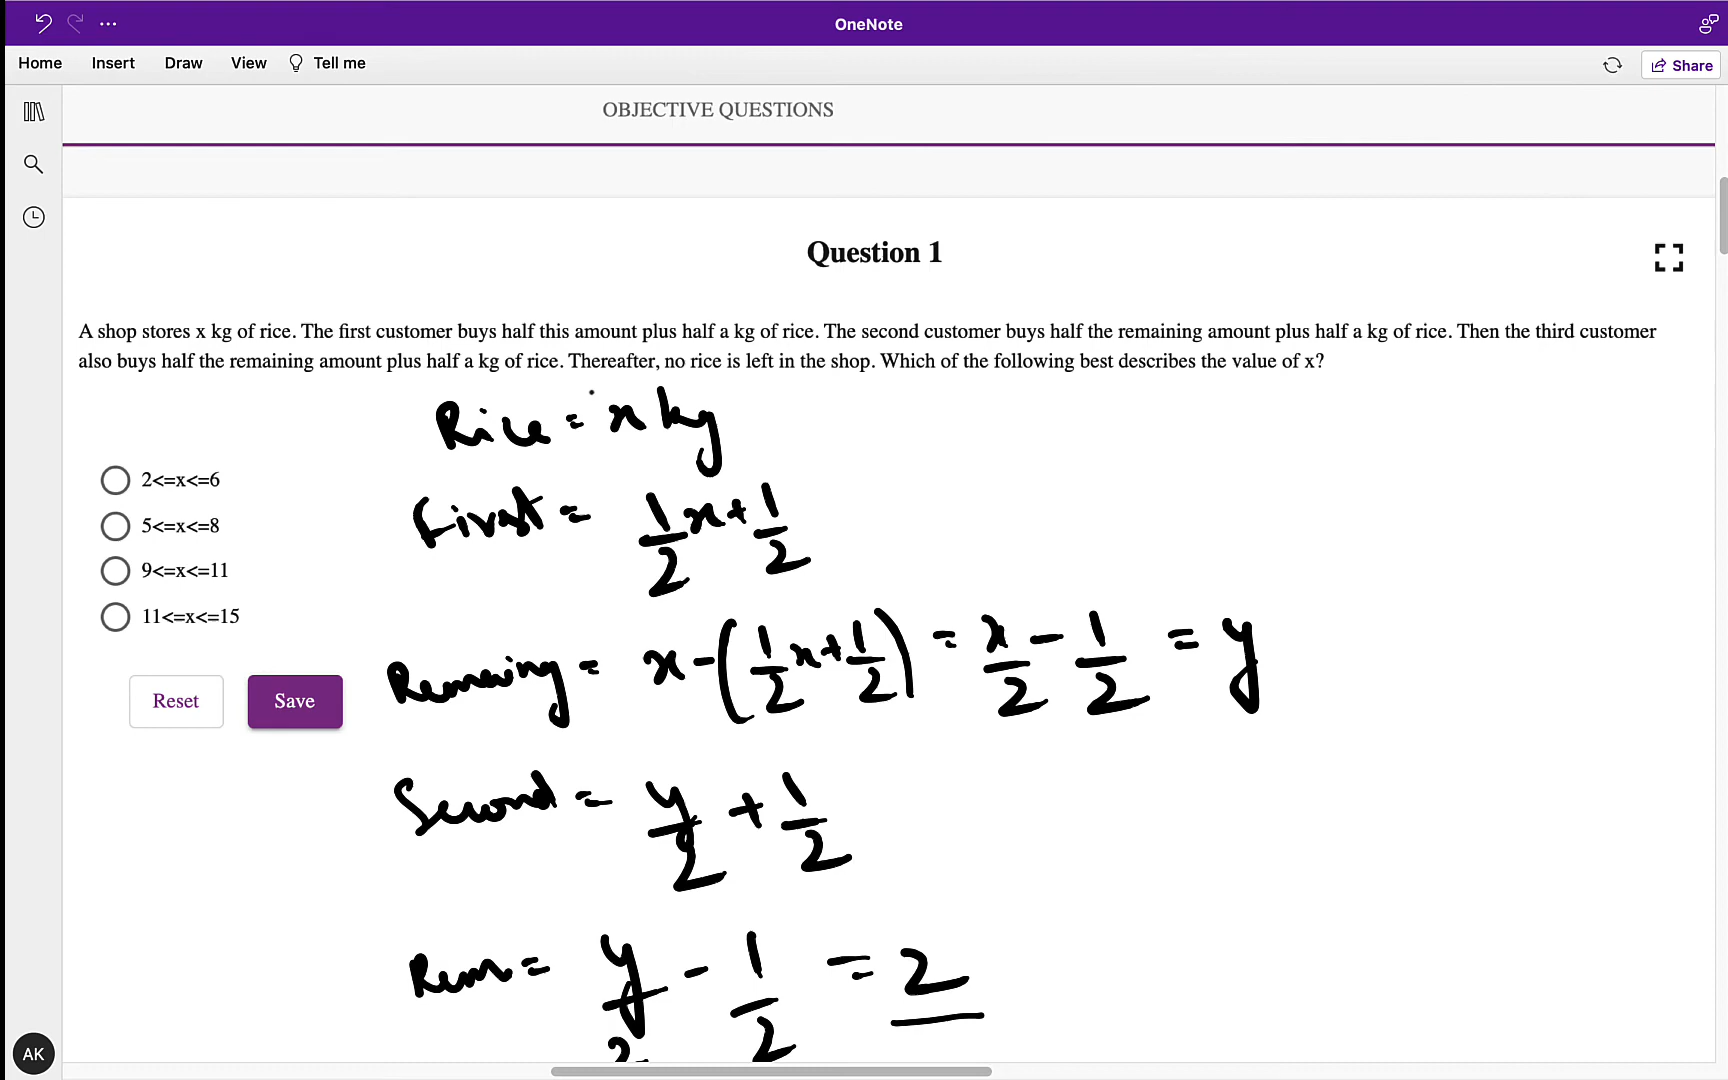 OneNote
Home Insert Draw View Tell me Share
OBJECTIVE QUESTIONS
Question 1
A shop stores x kg of rice. The first customer buys half this amount plus half a kg of rice. The second customer buys half the remaining amount plus half a kg of rice. Then the third customer
also buys half the remaining amount plus half a kg of rice. Thereafter, no rice is left in the shop. Which of the following best describes the value of x?
Rice = x kg
2<=x<=6
First = 1/2 x + 1/2
5<=x<=8
9<=x<=11
11<=x<=15
Remaining = x - (1/2 x + 1/2) = x/2 - 1/2 = y
Reset Save
Second = y/2 + 1/2
Rem = y/2 - 1/2 = 2
AK